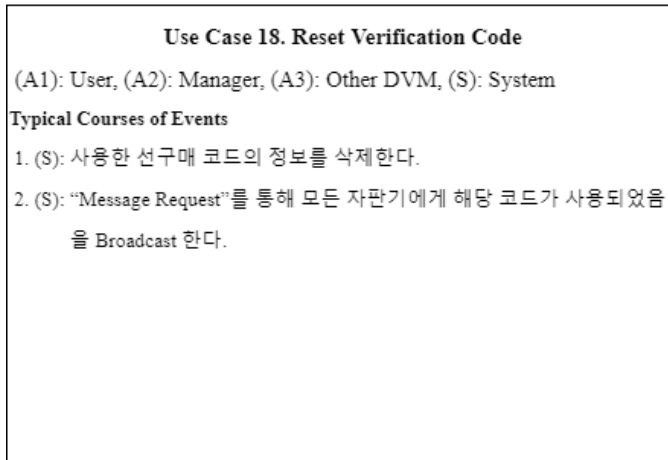 Use Case 18. Reset Verification Code
(A1): User, (A2): Manager, (A3): Other DVM, (S): System
Typical Courses of Events
1. (S): 사용한 선구매 코드의 정보를 삭제한다.
2. (S): “Message Request”를 통해 모든 자판기에게 해당 코드가 사용되었음
을 Broadcast 한다.